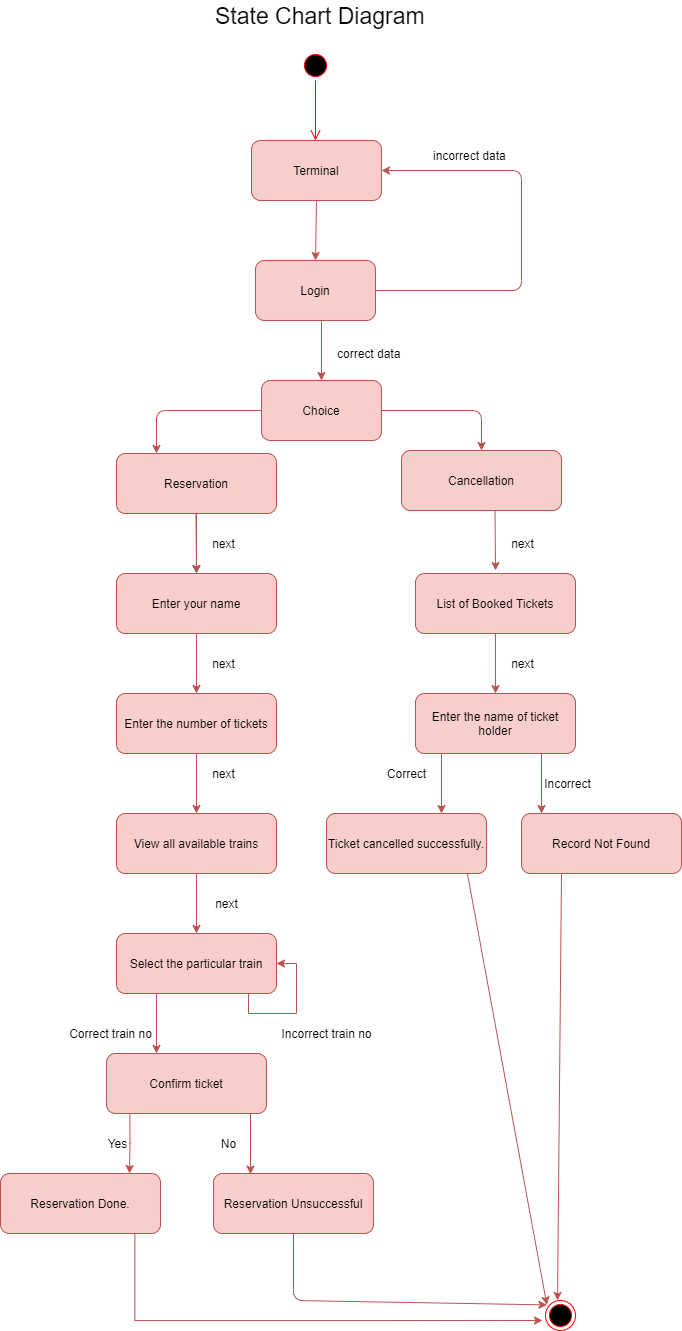 State Chart Diagram
Terminal
incorrect data
Login
correct data
Choice
Reservation
Cancellation
next
next
Enter your name
List of Booked Tickets
next
next
Enter the number of tickets
Enter the name of ticket
holder
next
Correct
Incorrect
View all available trains
Ticket cancelled successfully.
Record Not Found
next
Select the particular train
Correct train no
Incorrect train no
Confirm ticket
Yes
No
Reservation Done.
Reservation Unsuccessful